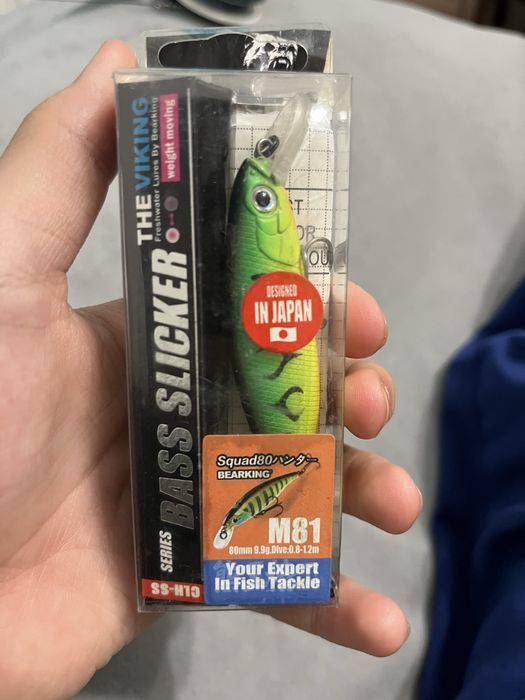 THE VIKING
Freshwater Lures By Bearking
weight moving
SERIES BASS SLICKER
CLH-SS
DESIGNED
IN JAPAN
Squad80ハンター
BEARKING
M81
80mm 9.9g.Dive:0.8-1.2m
Your Expert
In Fish Tackle